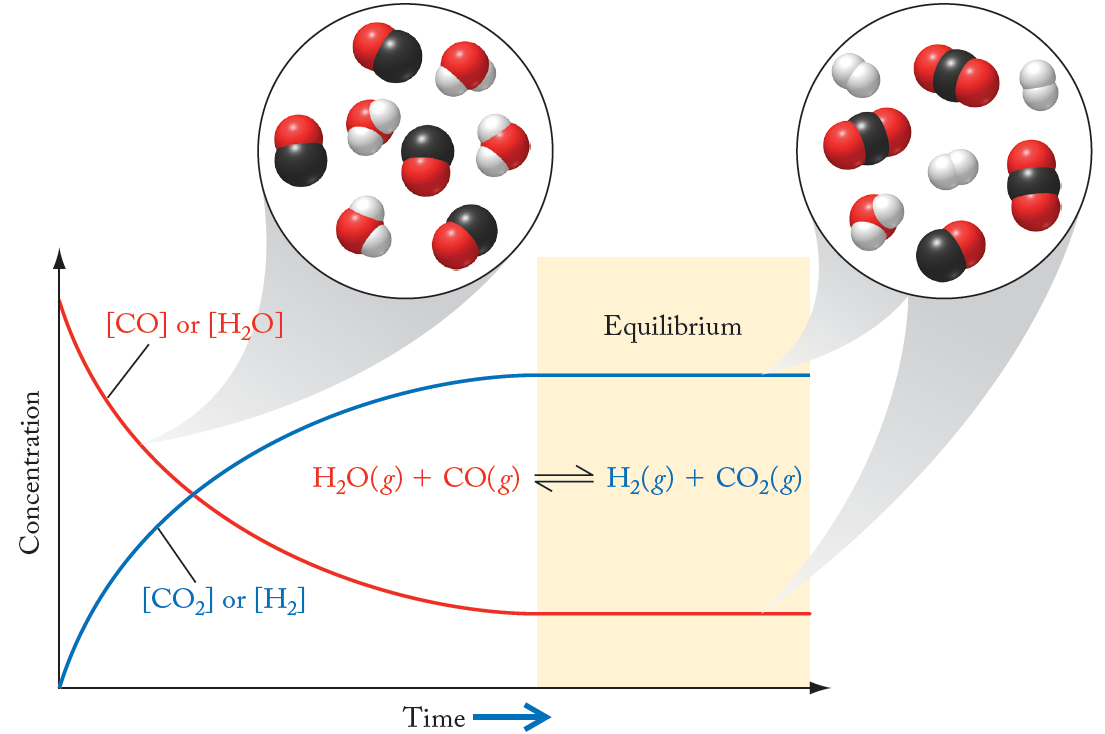 [CO] or [H₂O]
Equilibrium
H₂O(g) + CO(g) ⇌ H₂(g) + CO₂(g)
[CO₂] or [H₂]
Concentration
Time